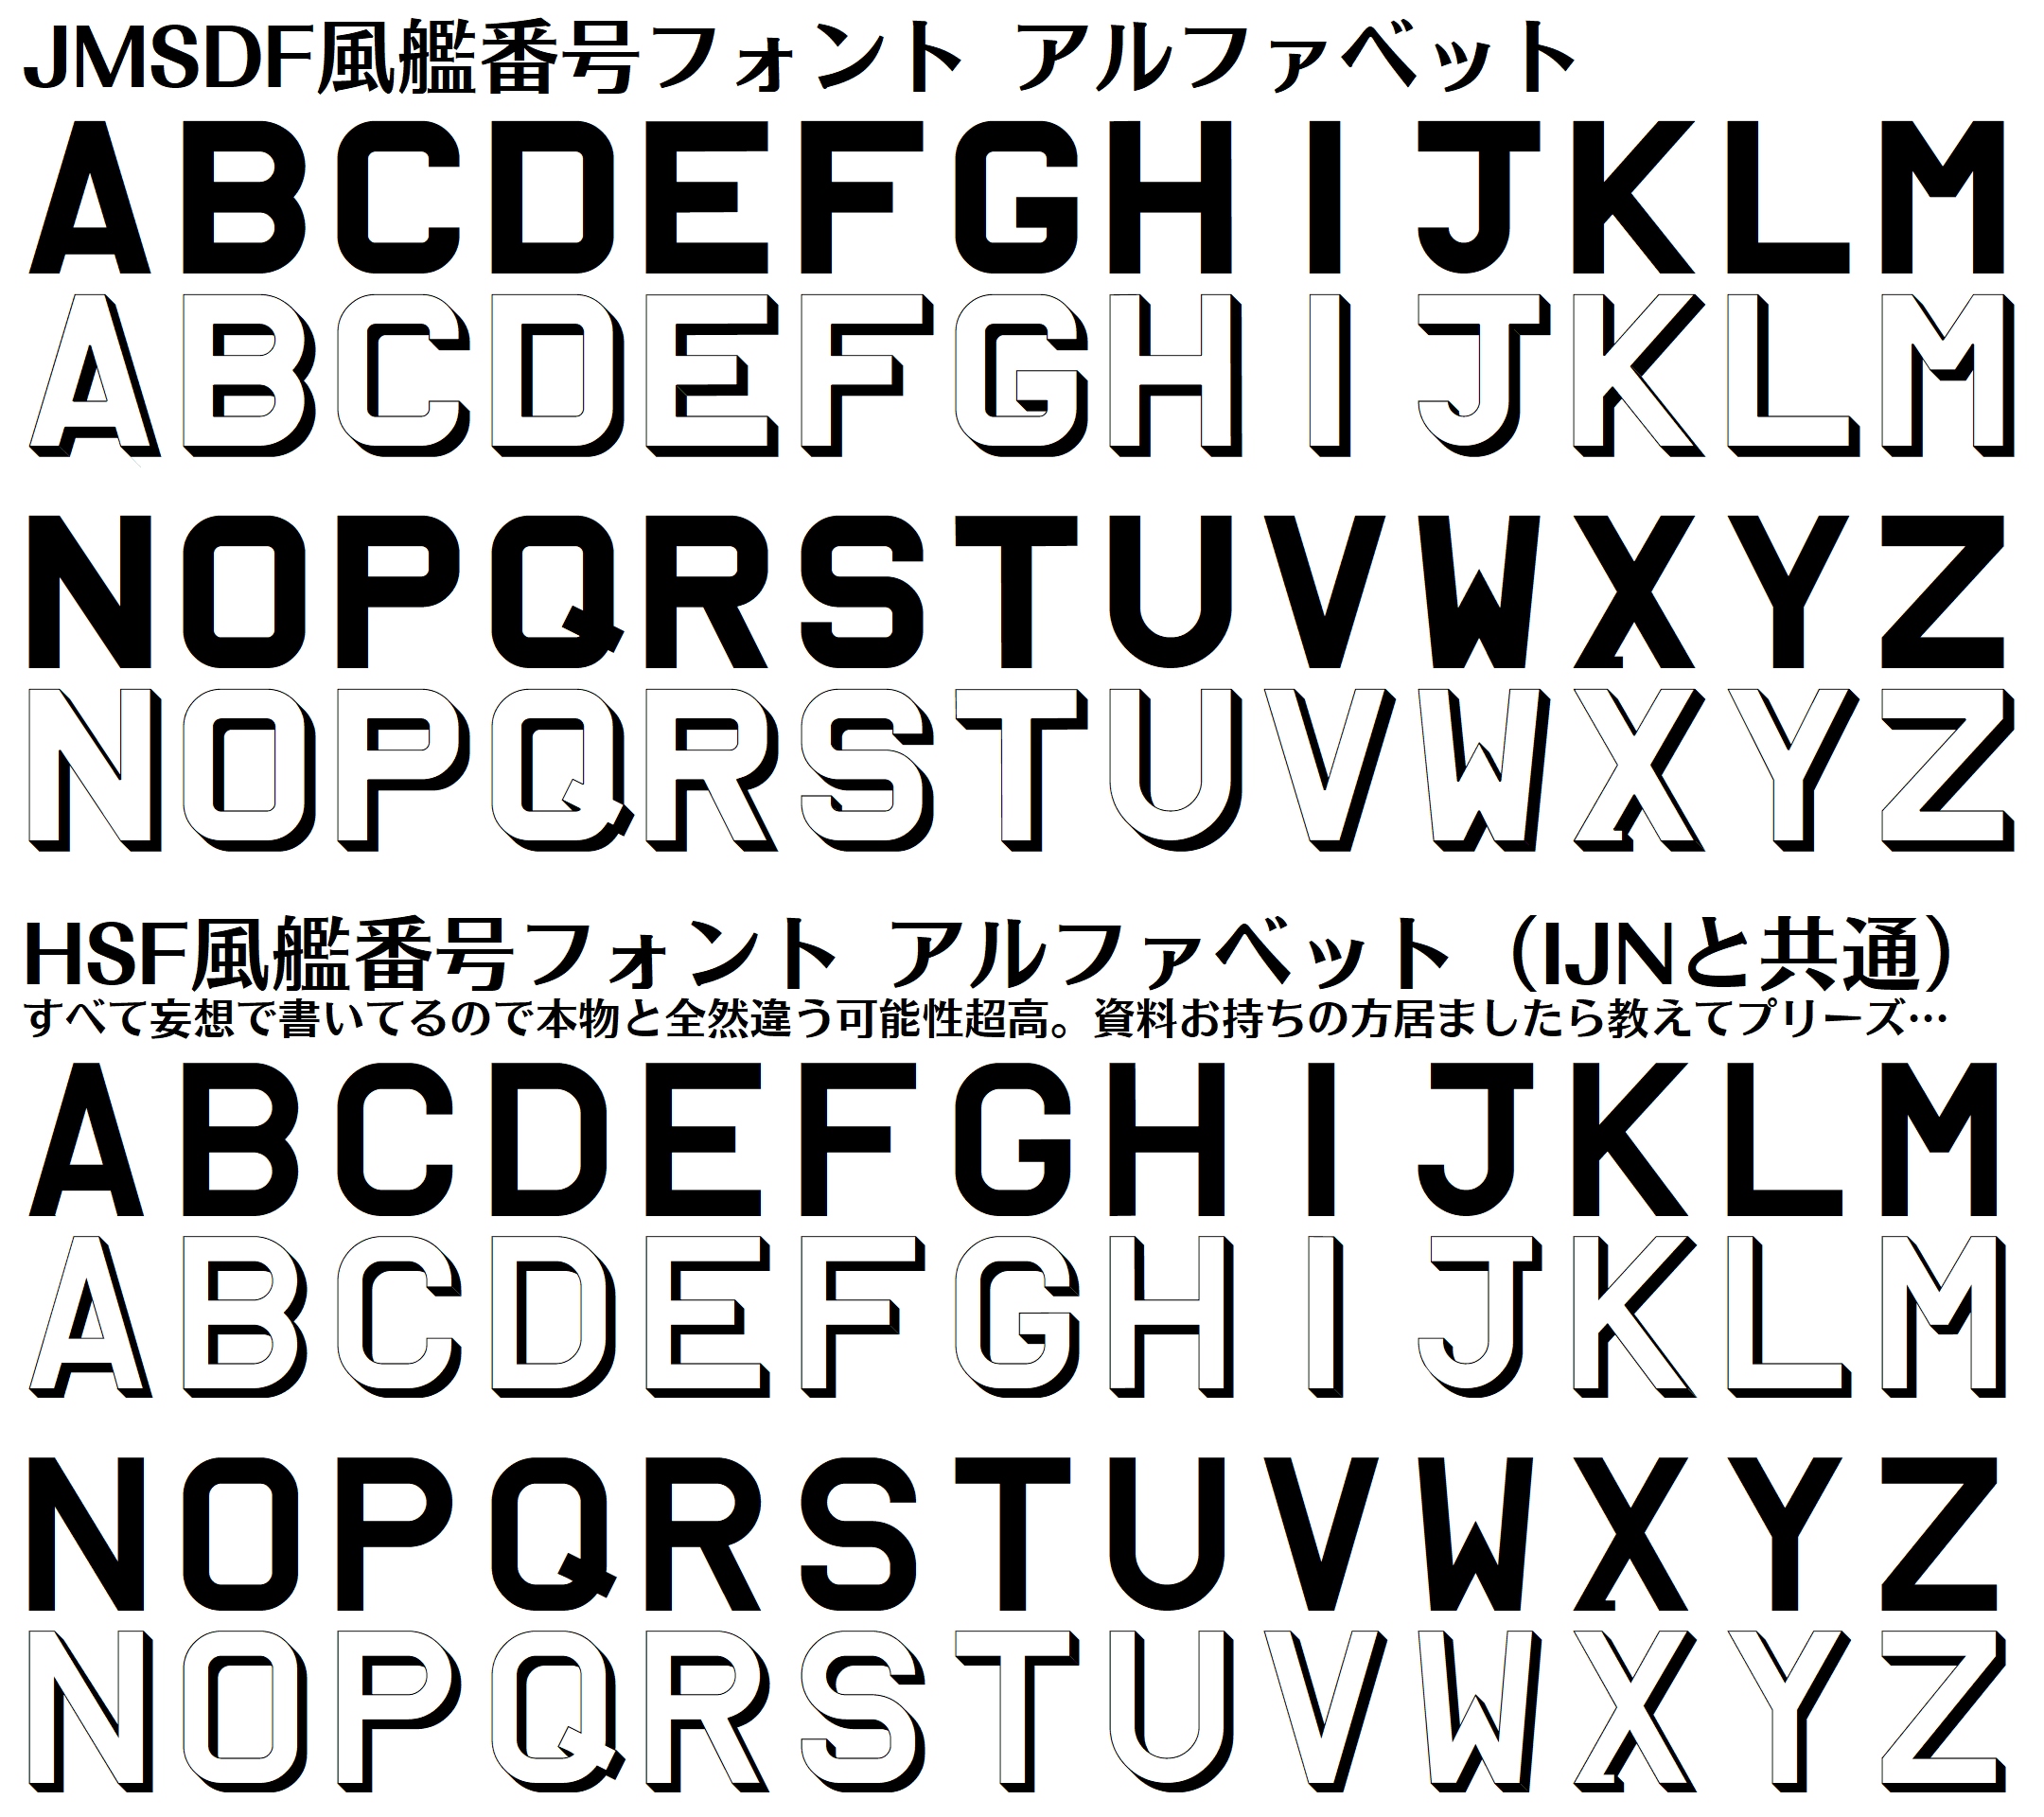 JMSDF風艦番号フォント アルファベット
ABCDEFGHIJKLM
ABCDEFGHIJKLM
NOPQRSTUVWXYZ
NOPQRSTUVWXYZ
HSF風艦番号フォント アルファベット（IJNと共通）
すべて妄想で書いてるので本物と全然違う可能性超高。資料お持ちの方居ましたら教えてプリーズ…
ABCDEFGHIJKLM
ABCDEFGHIJKLM
NOPQRSTUVWXYZ
NOPQRSTUVWXYZ